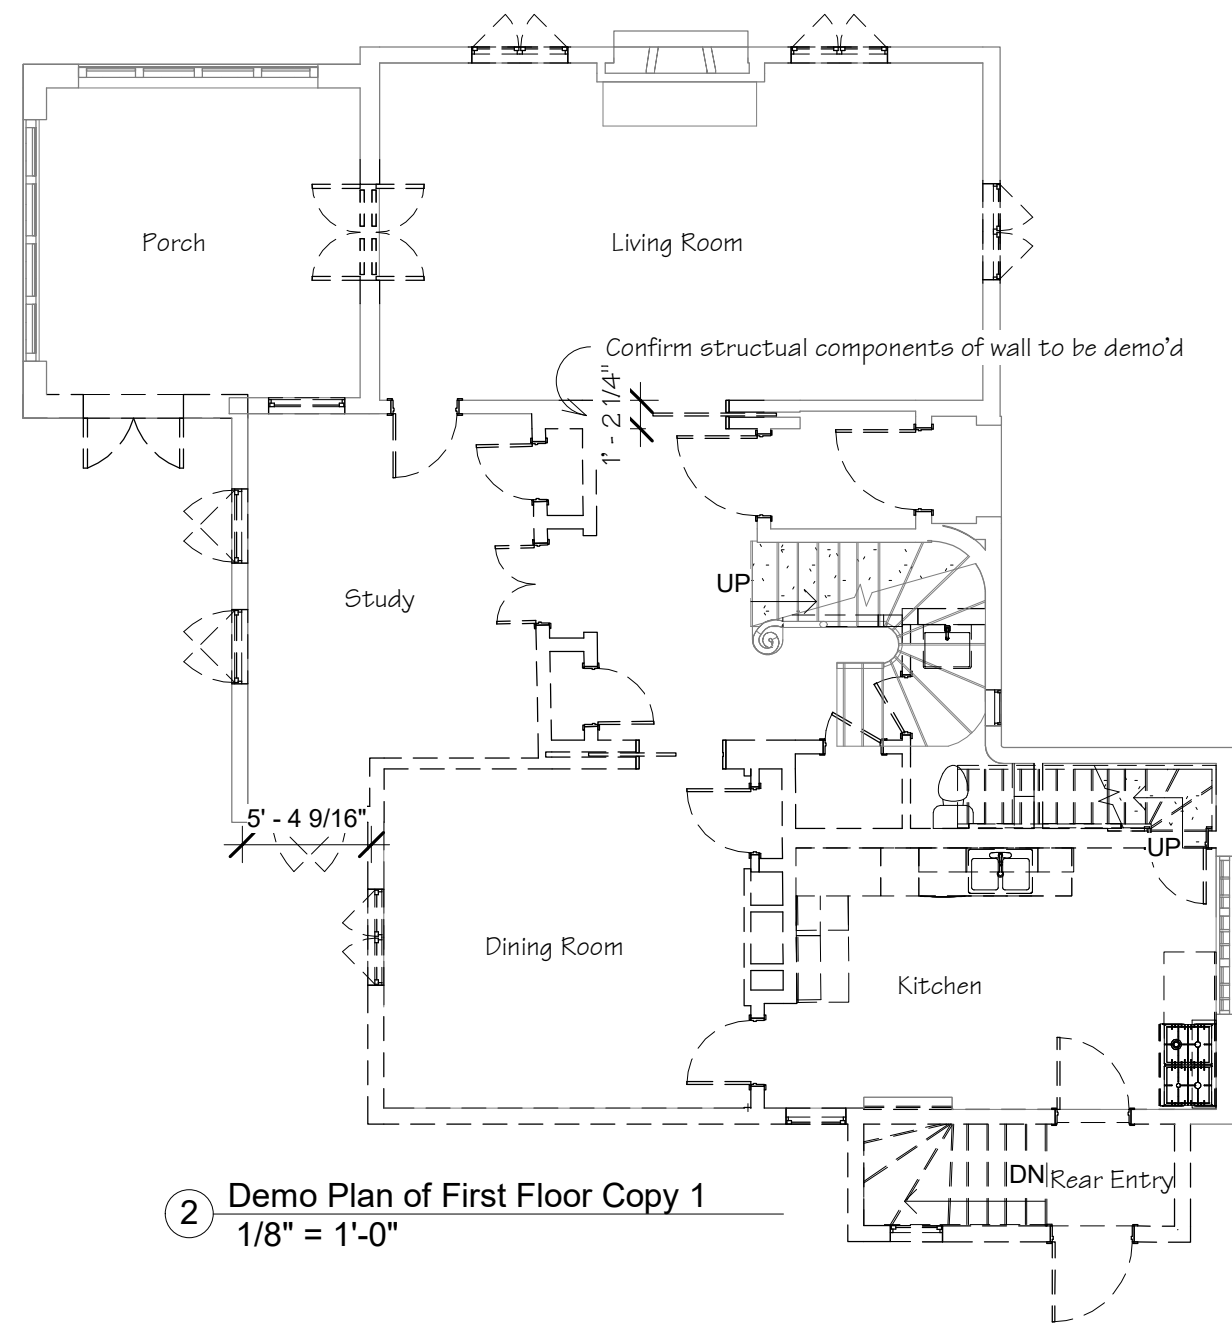 Porch
Living Room
Confirm structual components of wall to be demo'd
1' - 2 1/4"
UP
Study
5' - 4 9/16"
UP
Dining Room
Kitchen
DN
Rear Entry
2
Demo Plan of First Floor Copy 1
1/8" = 1'-0"